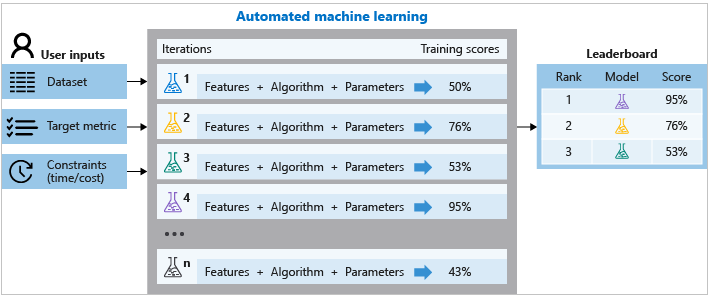 Automated machine learning
User inputs
Dataset
Target metric
Constraints
(time/cost)
Iterations Training scores
1 Features + Algorithm + Parameters 50%
2 Features + Algorithm + Parameters 76%
3 Features + Algorithm + Parameters 53%
4 Features + Algorithm + Parameters 95%
•••
n Features + Algorithm + Parameters 43%
Leaderboard
Rank Model Score
1 95%
2 76%
3 53%